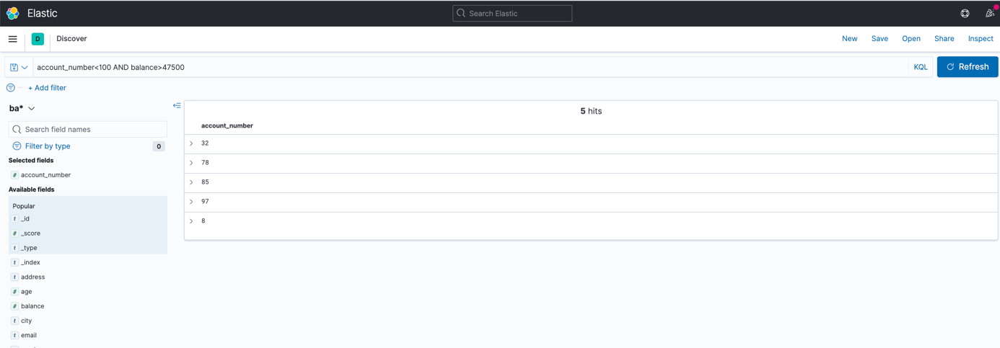 Elastic
Search Elastic
D Discover
New Save Open Share Inspect
account_number<100 AND balance>47500
KQL
Refresh
+ Add filter
ba*
5 hits
Search field names
account_number
Filter by type 0
32
Selected fields
78
# account_number
85
Available fields
97
Popular
t _id
8
# _score
t _type
t _index
t address
# age
# balance
t city
t email